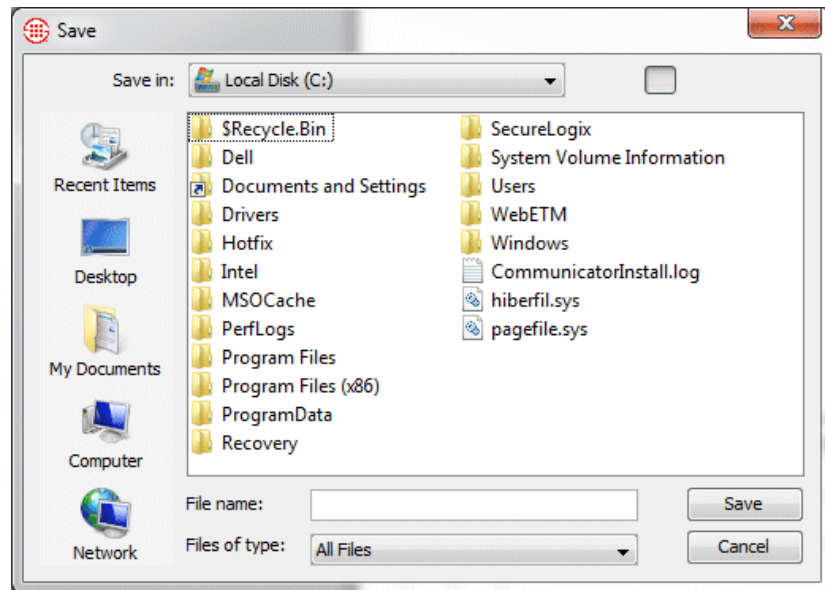 Save
Save in: Local Disk (C:)
Recent Items
Desktop
My Documents
Computer
Network
$Recycle.Bin
Dell
Documents and Settings
Drivers
Hotfix
Intel
MSOCache
PerfLogs
Program Files
Program Files (x86)
ProgramData
Recovery
SecureLogix
System Volume Information
Users
WebETM
Windows
CommunicatorInstall.log
hiberfil.sys
pagefile.sys
File name:
Save
Files of type: All Files
Cancel